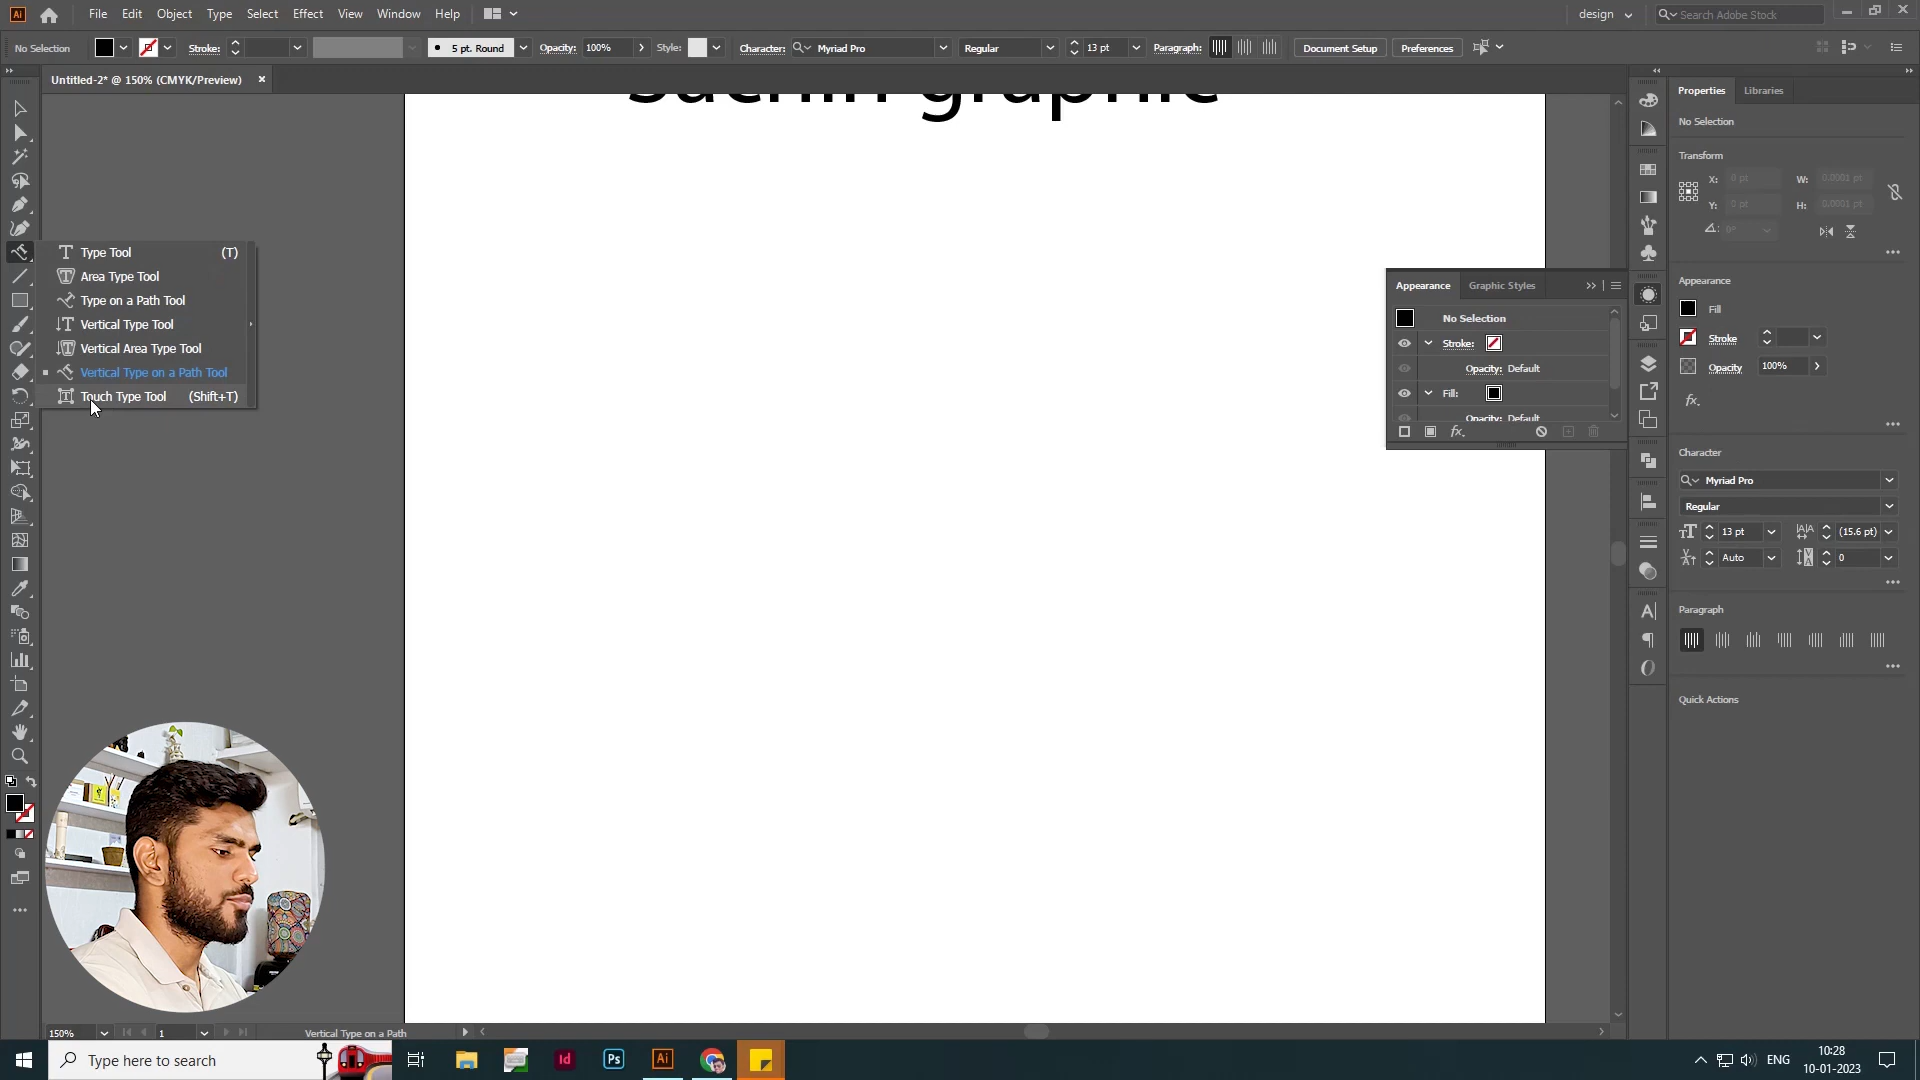 File Edit Object Type Select Effect View Window Help
design
Search Adobe Stock
No Selection
Stroke:
5 pt. Round
Opacity: 100%
Style:
Character: Myriad Pro
Regular
13 pt
Paragraph:
Document Setup
Preferences
Untitled-2* @ 150% (CMYK/Preview)
Sachin graphic
Type Tool (T)
Area Type Tool
Type on a Path Tool
Vertical Type Tool
Vertical Area Type Tool
Vertical Type on a Path Tool
Touch Type Tool (Shift+T)
Appearance Graphic Styles
No Selection
Stroke:
Opacity: Default
Fill:
Opacity: Default
Properties Libraries
No Selection
Transform
X: 0 pt W: 0.0001 pt
Y: 0 pt H: 0.0001 pt
0°
Appearance
Fill
Stroke
Opacity 100%
fx.
Character
Myriad Pro
Regular
13 pt (15.6 pt)
Auto 0
Paragraph
Quick Actions
150% 1 Vertical Type on a Path
Type here to search
Id
Ps
Ai
ENG
10:28
10-01-2023